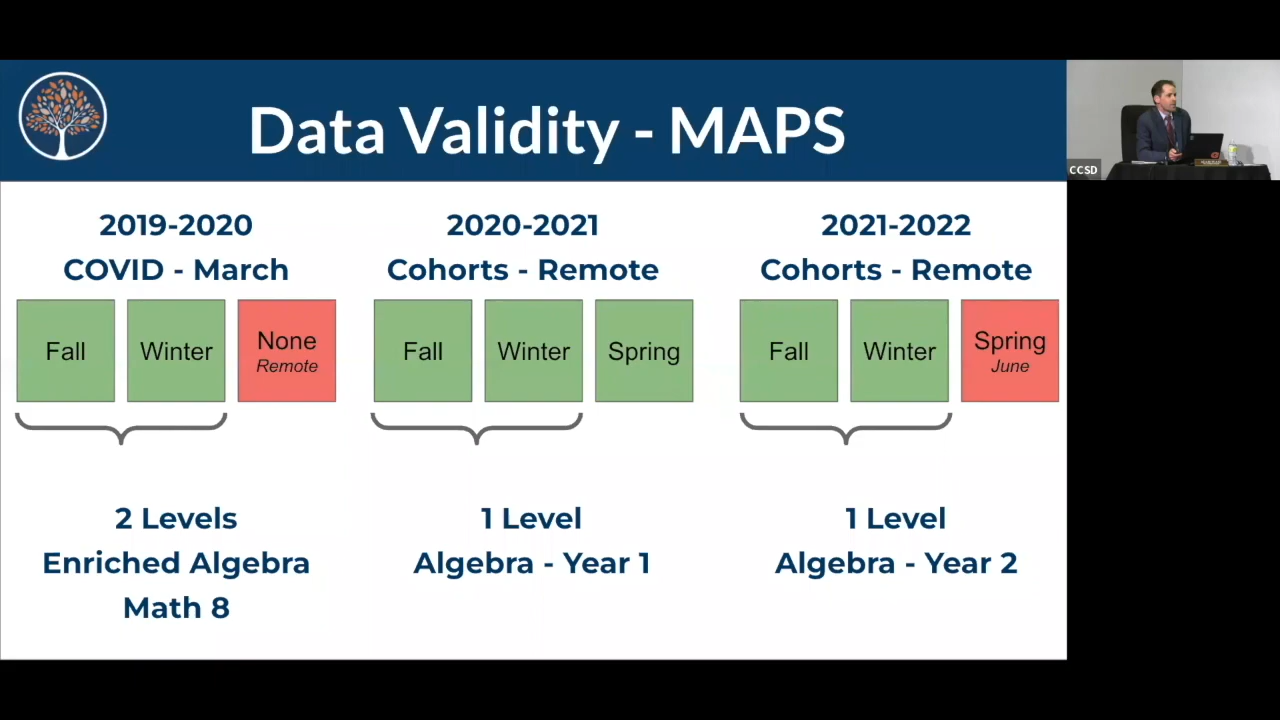 Data Validity - MAPS
CCSD
2019-2020
COVID - March
Fall
Winter
None
Remote
2 Levels
Enriched Algebra
Math 8
2020-2021
Cohorts - Remote
Fall
Winter
Spring
1 Level
Algebra - Year 1
2021-2022
Cohorts - Remote
Fall
Winter
Spring
June
1 Level
Algebra - Year 2